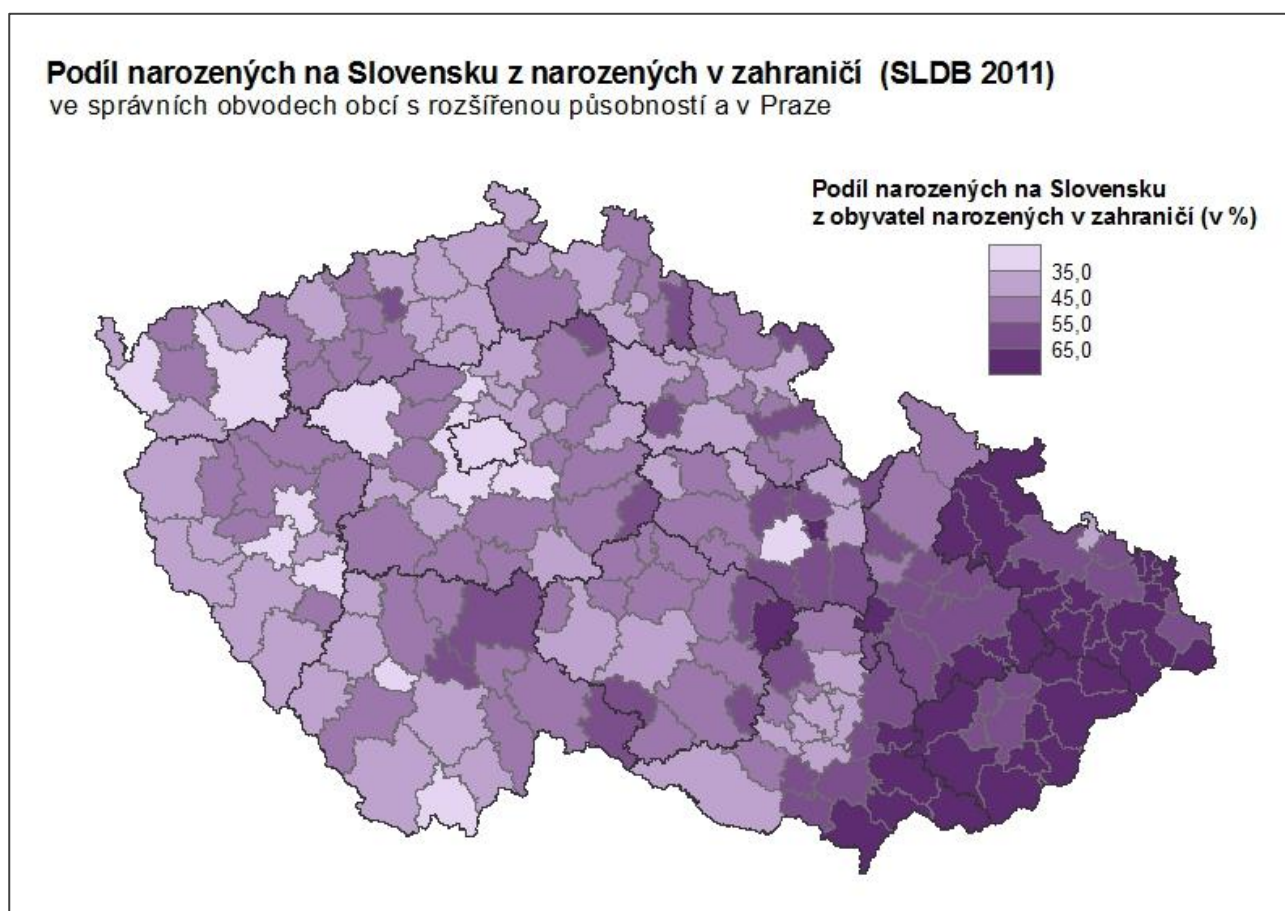 Podíl narozených na Slovensku z narozených v zahraničí (SLDB 2011)
ve správních obvodech obcí s rozšířenou působností a v Praze
Podíl narozených na Slovensku
z obyvatel narozených v zahraničí (v %)
35,0
45,0
55,0
65,0